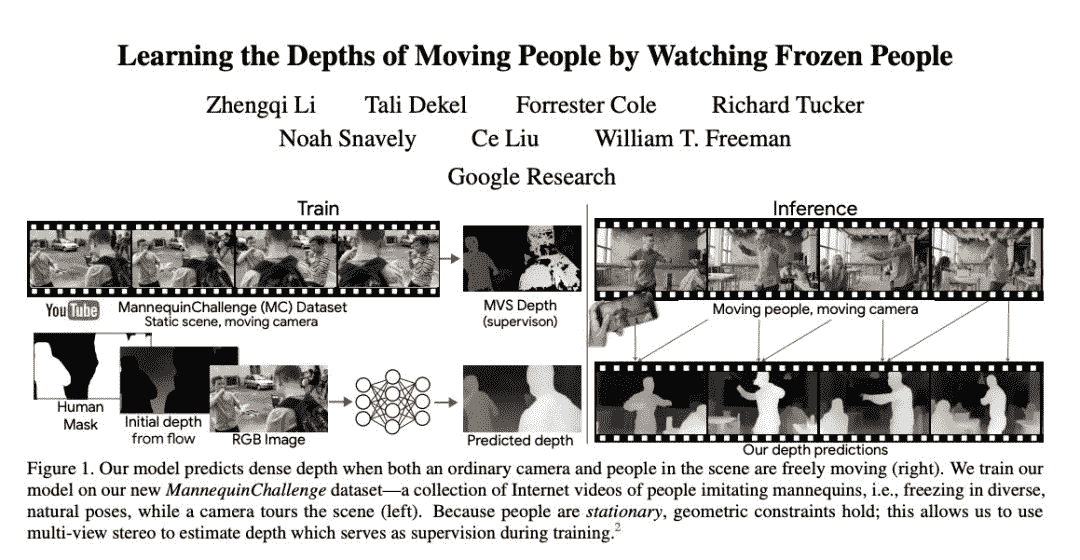 Learning the Depths of Moving People by Watching Frozen People
Zhengqi Li Tali Dekel Forrester Cole Richard Tucker
Noah Snavely Ce Liu William T. Freeman
Google Research
Train
Inference
YouTube
MannequinChallenge (MC) Dataset
Static scene, moving camera
MVS Depth
(supervison)
Moving people, moving camera
Human
Mask
Initial depth
from flow
RGB Image
Predicted depth
Our depth predictions
Figure 1. Our model predicts dense depth when both an ordinary camera and people in the scene are freely moving (right). We train our
model on our new MannequinChallenge dataset—a collection of Internet videos of people imitating mannequins, i.e., freezing in diverse,
natural poses, while a camera tours the scene (left). Because people are stationary, geometric constraints hold; this allows us to use
multi-view stereo to estimate depth which serves as supervision during training.2